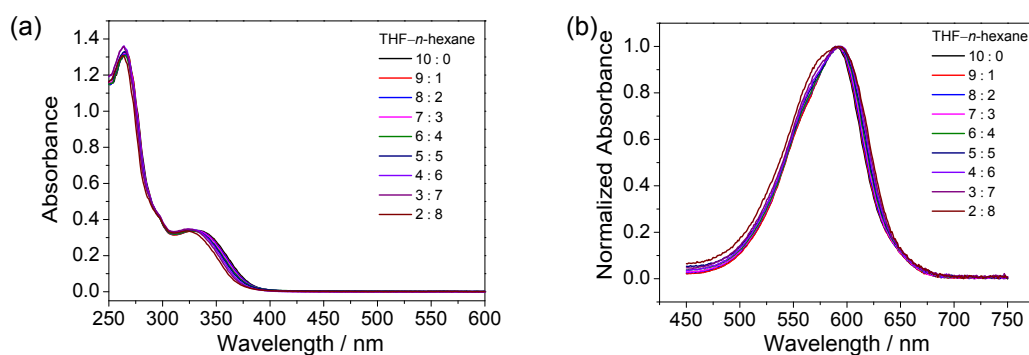 (a)
Absorbance
1.4
1.2
1.0
0.8
0.6
0.4
0.2
0.0
250 300 350 400 450 500 550 600
Wavelength / nm
THF–n-hexane
10 : 0
9 : 1
8 : 2
7 : 3
6 : 4
5 : 5
4 : 6
3 : 7
2 : 8
(b)
Normalized Absorbance
1.0
0.8
0.6
0.4
0.2
0.0
450 500 550 600 650 700 750
Wavelength / nm
THF–n-hexane
10 : 0
9 : 1
8 : 2
7 : 3
6 : 4
5 : 5
4 : 6
3 : 7
2 : 8